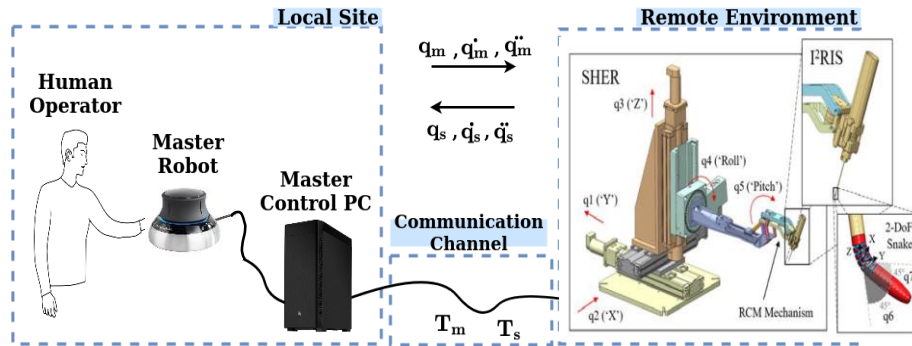 Local Site
Human
Operator
Master
Robot
Master
Control PC
q_m , q̇_m , q̈_m
q_s , q̇_s , q̈_s
Communication
Channel
T_m T_s
Remote Environment
SHER
I²RIS
q3 ('Z')
q4 ('Roll')
q5 ('Pitch')
q1 ('Y')
q2 ('X')
RCM Mechanism
2-DoF
Snake
X
Z
Y
45°
q7
45°
q6